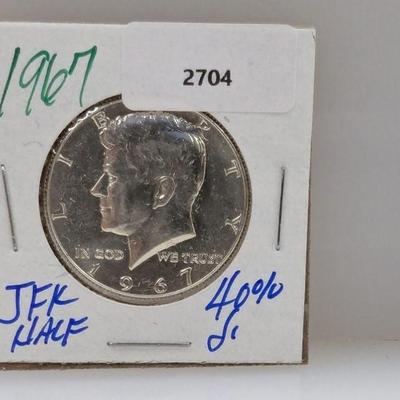 1967
2704
LIBERTY
IN GOD WE TRUST
1967
JFK
HALF
40%